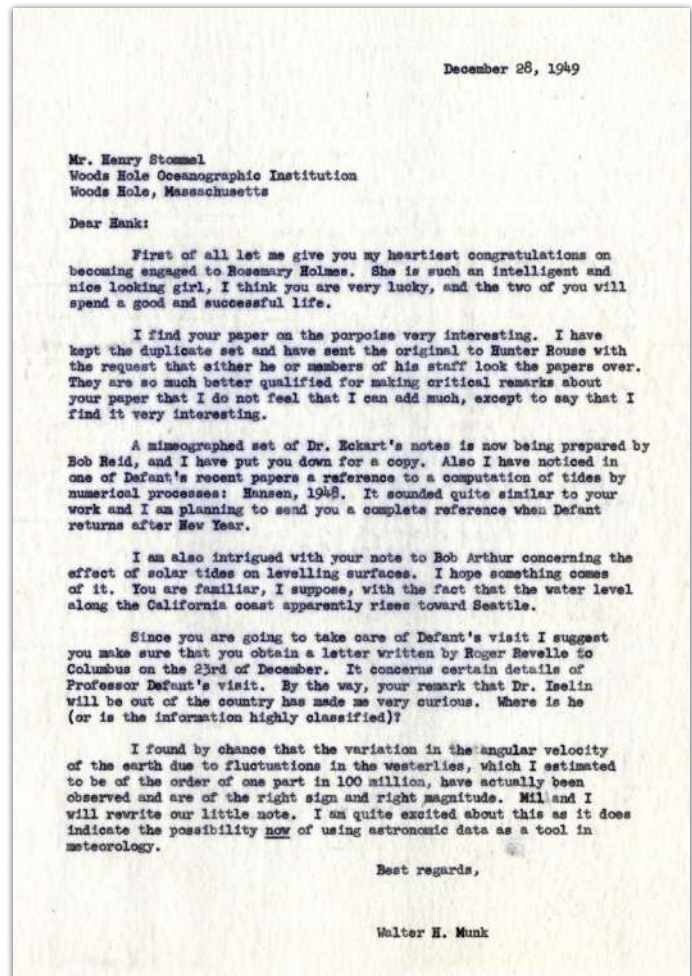 December 28, 1949
Mr. Henry Stommel
Woods Hole Oceanographic Institution
Woods Hole, Massachusetts
Dear Hank:
First of all let me give you my heartiest congratulations on
becoming engaged to Rosemary Holmes. She is such an intelligent and
nice looking girl, I think you are very lucky, and the two of you will
spend a good and successful life.
I find your paper on the porpoise very interesting. I have
kept the duplicate set and have sent the original to Hunter Rouse with
the request that either he or members of his staff look the papers over.
They are so much better qualified for making critical remarks about
your paper that I do not feel that I can add much, except to say that I
find it very interesting.
A mimeographed set of Dr. Eckart's notes is now being prepared by
Bob Reid, and I have put you down for a copy. Also I have noticed in
one of Defant's recent papers a reference to a computation of tides by
numerical processes: Hansen, 1948. It sounded quite similar to your
work and I am planning to send you a complete reference when Defant
returns after New Year.
I am also intrigued with your note to Bob Arthur concerning the
effect of solar tides on levelling surfaces. I hope something comes
of it. You are familiar, I suppose, with the fact that the water level
along the California coast apparently rises toward Seattle.
Since you are going to take care of Defant's visit I suggest
you make sure that you obtain a letter written by Roger Revelle to
Columbus on the 23rd of December. It concerns certain details of
Professor Defant's visit. By the way, your remark that Dr. Iselin
will be out of the country has made me very curious. Where is he
(or is the information highly classified)?
I found by chance that the variation in the angular velocity
of the earth due to fluctuations in the westerlies, which I estimated
to be of the order of one part in 100 million, have actually been
observed and are of the right sign and right magnitude. Mil and I
will rewrite our little note. I am quite excited about this as it does
indicate the possibility now of using astronomic data as a tool in
meteorology.
Best regards,
Walter H. Munk